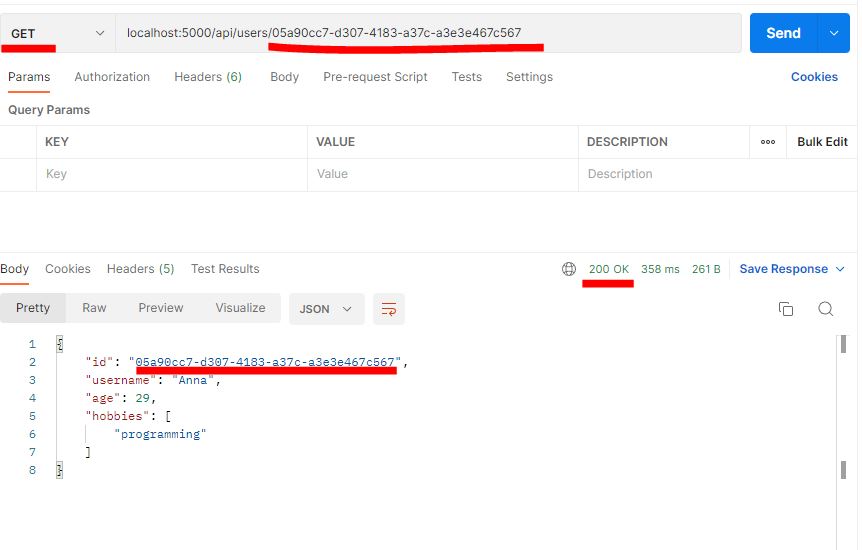 GET localhost:5000/api/users/05a90cc7-d307-4183-a37c-a3e3e467c567 Send
Params Authorization Headers (6) Body Pre-request Script Tests Settings Cookies
Query Params
KEY VALUE DESCRIPTION ooo Bulk Edit
Key Value Description
Body Cookies Headers (5) Test Results 200 OK 358 ms 261 B Save Response
Pretty Raw Preview Visualize JSON
1 {
2 "id": "05a90cc7-d307-4183-a37c-a3e3e467c567",
3 "username": "Anna",
4 "age": 29,
5 "hobbies": [
6 "programming"
7 ]
8 }